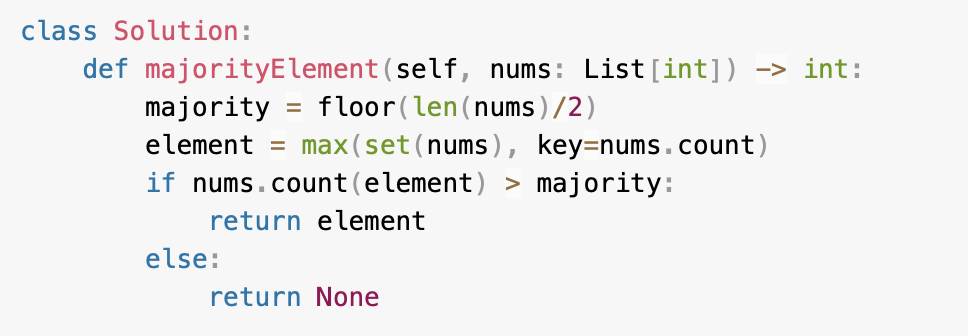 class Solution:
    def majorityElement(self, nums: List[int]) -> int:
        majority = floor(len(nums)/2)
        element = max(set(nums), key=nums.count)
        if nums.count(element) > majority:
            return element
        else:
            return None